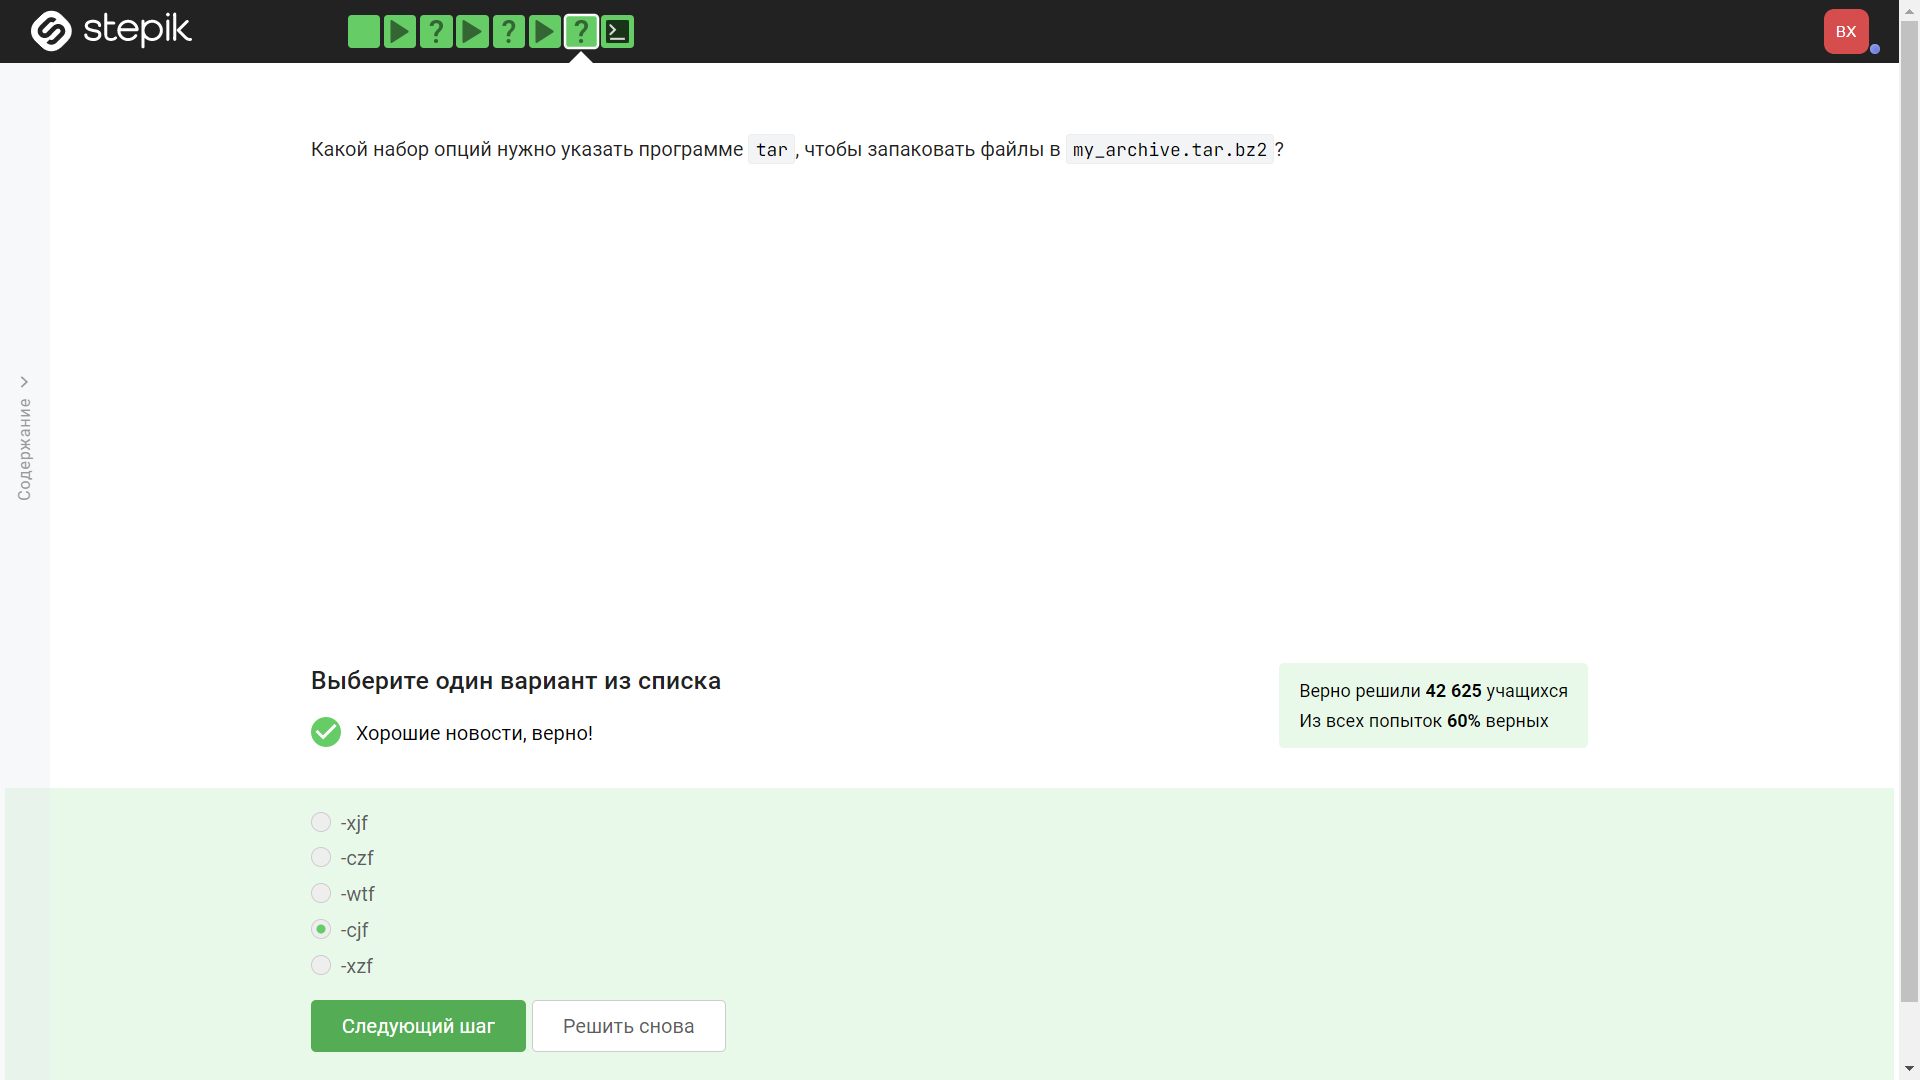 stepik
ВХ
Содержание
Какой набор опций нужно указать программе tar, чтобы запаковать файлы в my_archive.tar.bz2?
Выберите один вариант из списка
Хорошие новости, верно!
Верно решили 42 625 учащихся
Из всех попыток 60% верных
-xjf
-czf
-wtf
-cjf
-xzf
Следующий шаг
Решить снова